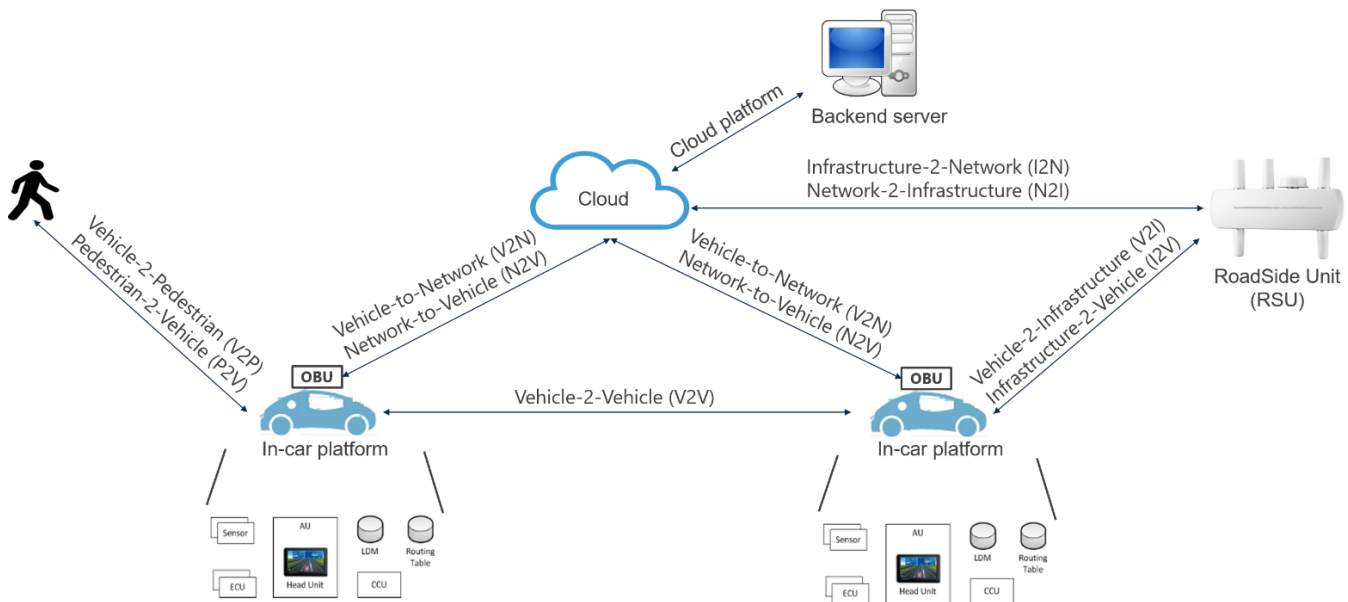 Backend server
Cloud platform
Infrastructure-2-Network (I2N)
Network-2-Infrastructure (N2I)
Cloud
RoadSide Unit
(RSU)
Vehicle-2-Pedestrian (V2P)
Pedestrian-2-Vehicle (P2V)
Vehicle-to-Network (V2N)
Network-to-Vehicle (N2V)
Vehicle-to-Network (V2N)
Network-to-Vehicle (N2V)
Vehicle-2-Infrastructure (V2I)
Infrastructure-2-Vehicle (I2V)
OBU
OBU
Vehicle-2-Vehicle (V2V)
In-car platform
In-car platform
Sensor
AU
LDM
Routing
Table
ECU
Head Unit
CCU
Sensor
AU
LDM
Routing
Table
ECU
Head Unit
CCU